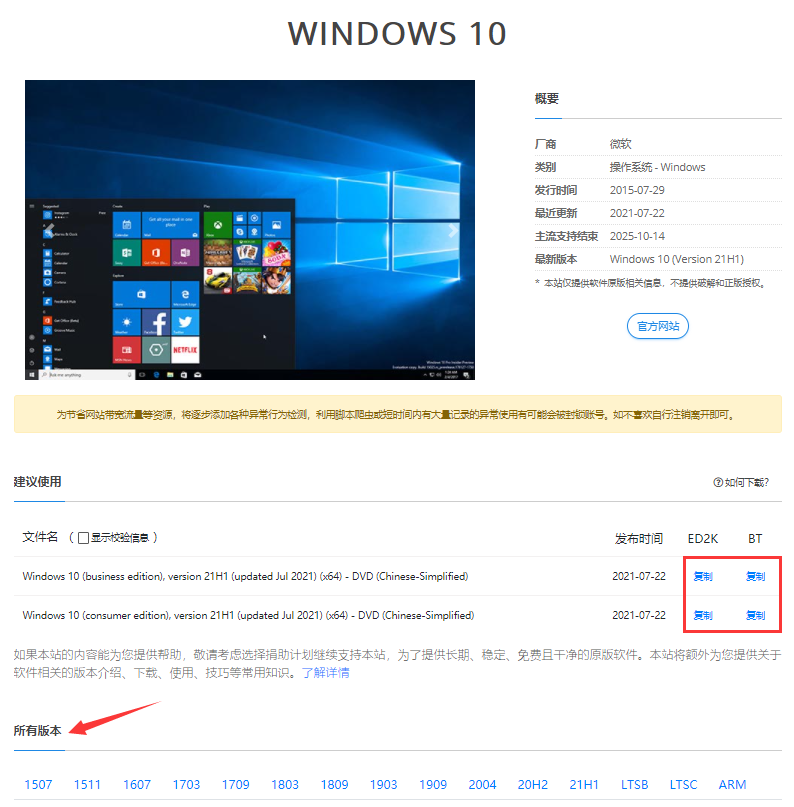 WINDOWS 10
概要
厂商 微软
类别 操作系统 - Windows
发行时间 2015-07-29
最近更新 2021-07-22
主流支持结束 2025-10-14
最新版本 Windows 10 (Version 21H1)
* 本站仅提供软件原版相关信息，不提供破解和正版授权。
官方网站
为节省网站带宽流量等资源，将逐步添加各种异常行为检测，利用脚本爬虫或短时间内有大量记录的异常使用有可能会被封锁账号。如不喜欢自行注销离开即可。
建议使用 如何下载?
文件名 ( 显示校验信息 ) 发布时间 ED2K BT
Windows 10 (business edition), version 21H1 (updated Jul 2021) (x64) - DVD (Chinese-Simplified) 2021-07-22 复制 复制
Windows 10 (consumer edition), version 21H1 (updated Jul 2021) (x64) - DVD (Chinese-Simplified) 2021-07-22 复制 复制
如果本站的内容能为您提供帮助，敬请考虑选择捐助计划继续支持本站，为了提供长期、稳定、免费且干净的原版软件。本站将额外为您提供关于
软件相关的版本介绍、下载、使用、技巧等常用知识。了解详情
所有版本
1507 1511 1607 1703 1709 1803 1809 1903 1909 2004 20H2 21H1 LTSB LTSC ARM